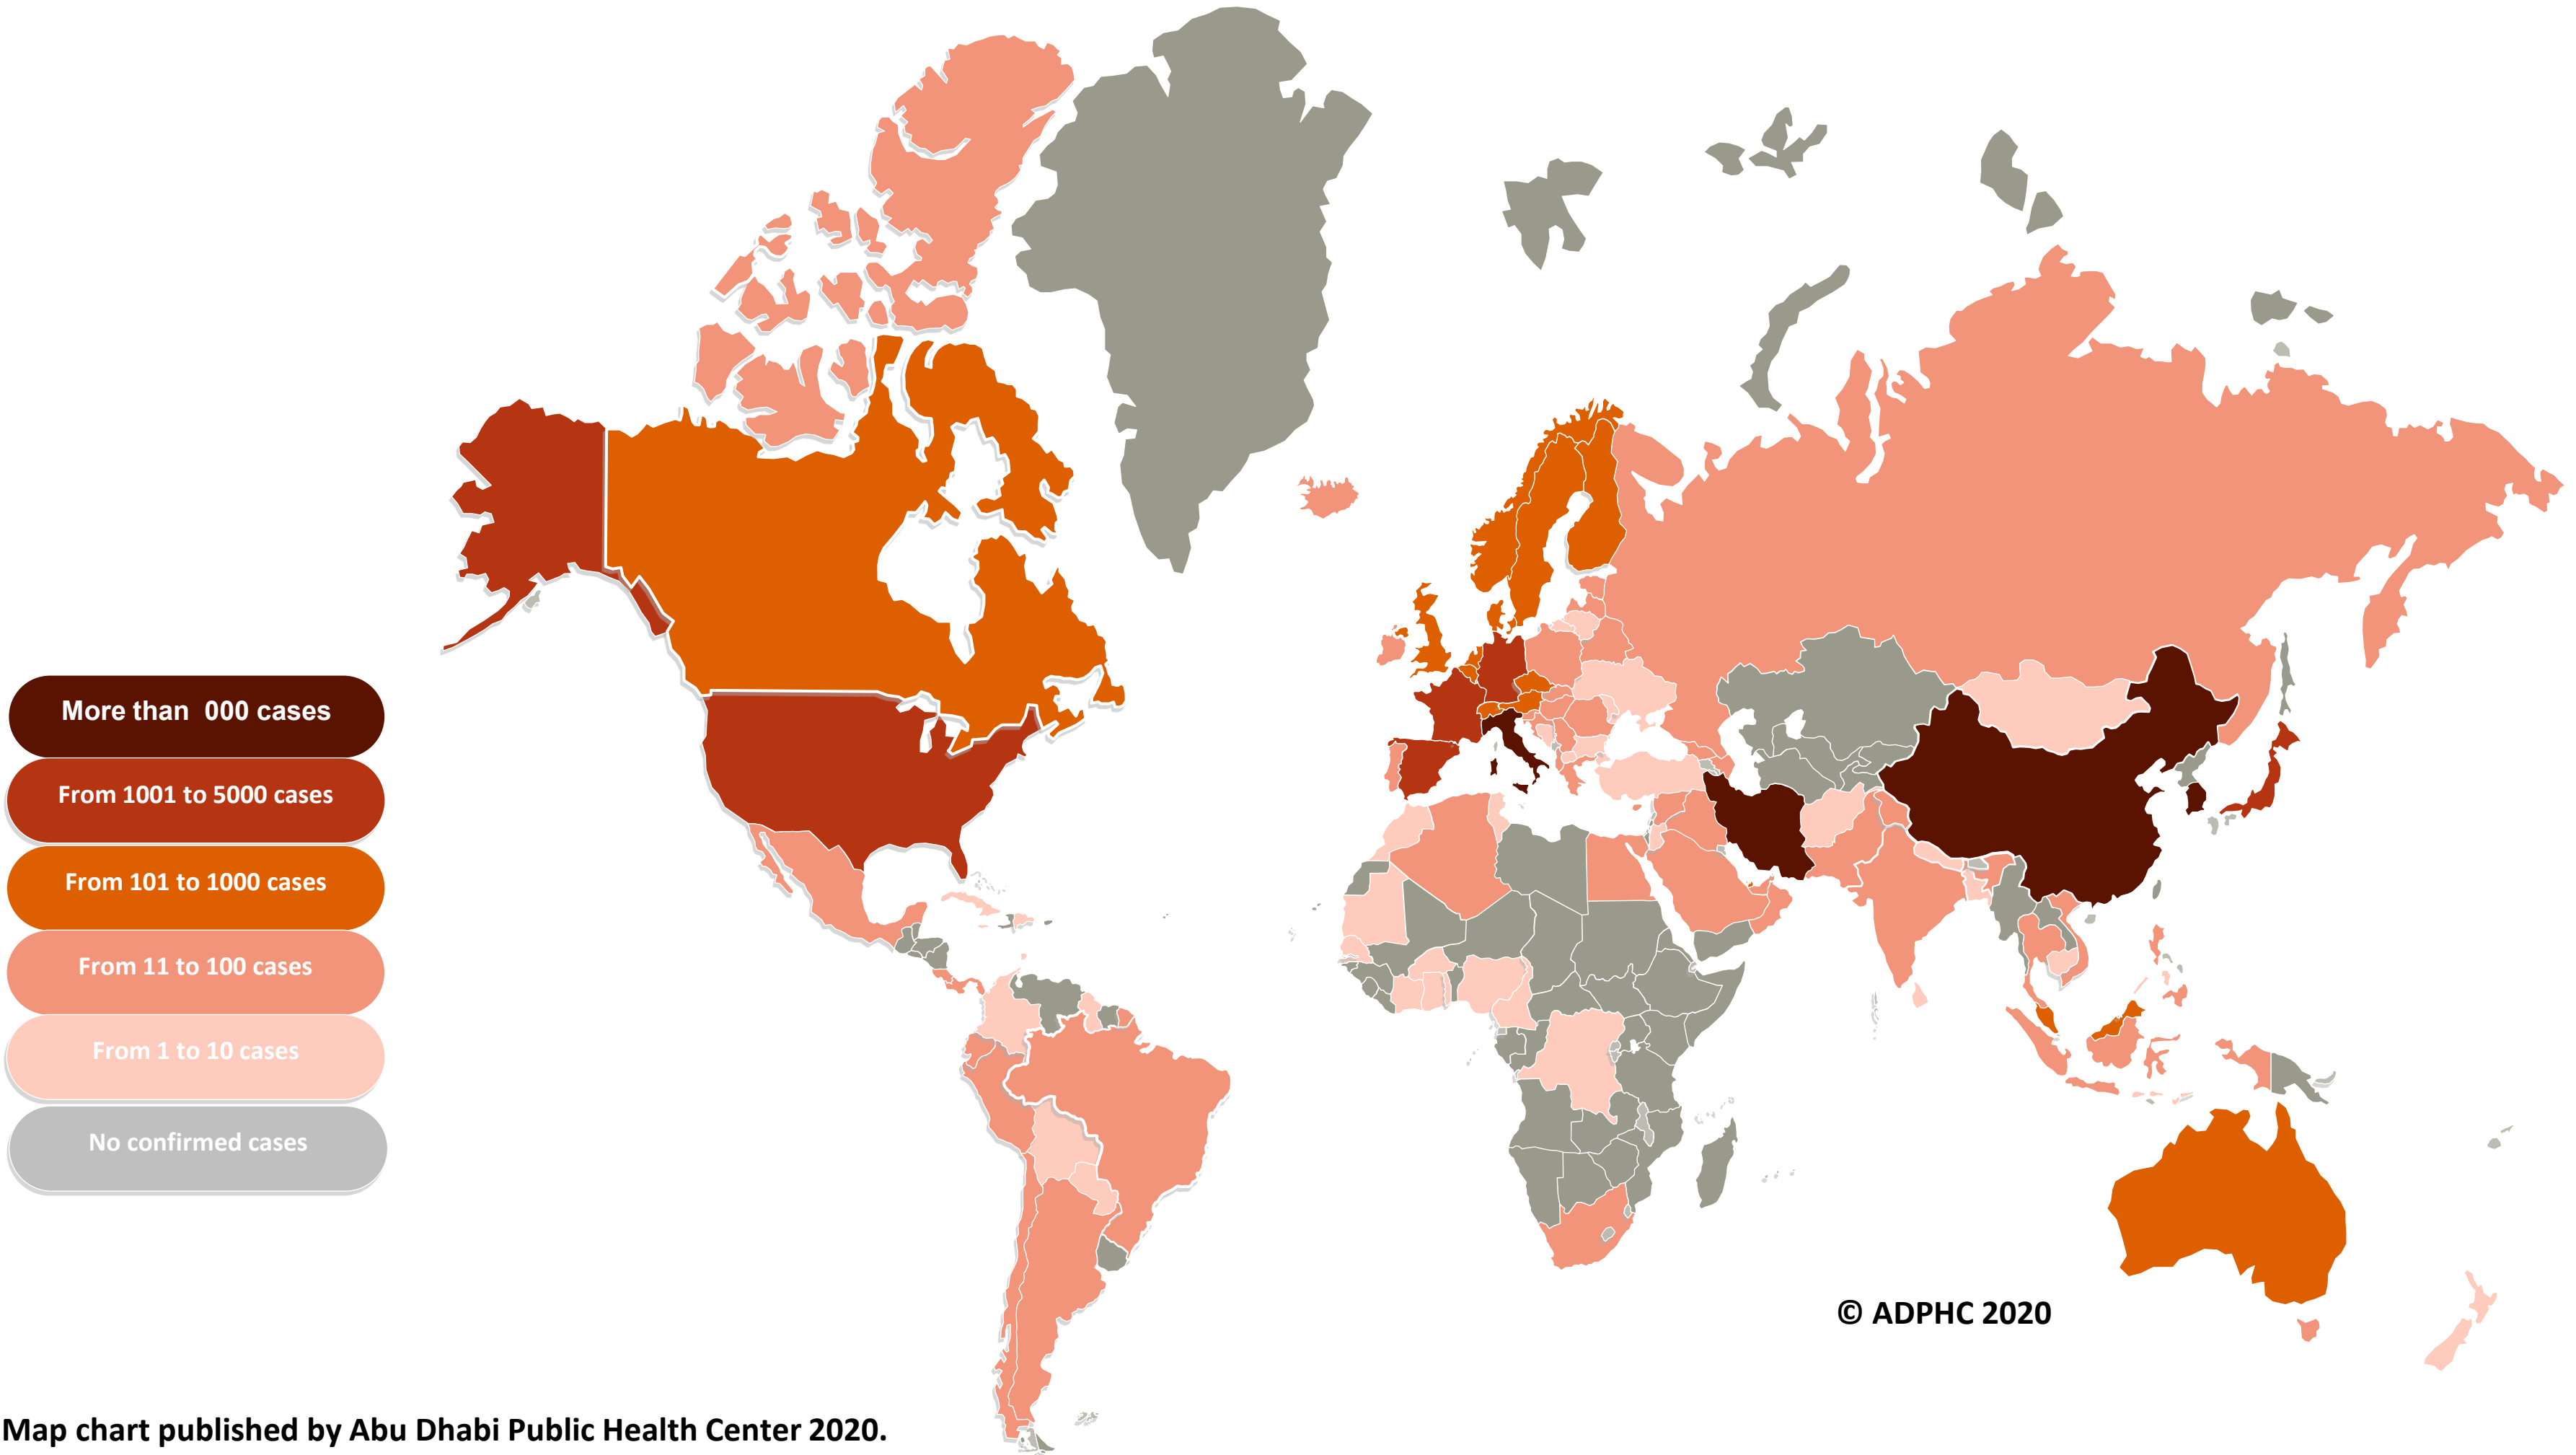 More than  000 cases
From 1001 to 5000 cases
From 101 to 1000 cases
From 11 to 100 cases
From 1 to 10 cases
No confirmed cases
© ADPHC 2020
Map chart published by Abu Dhabi Public Health Center 2020.